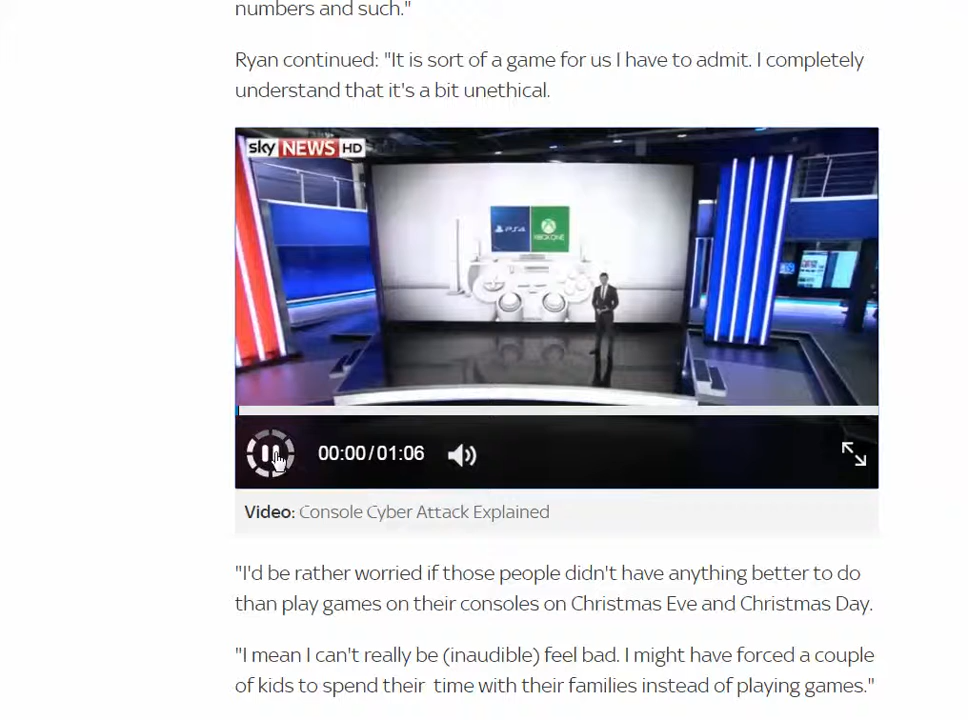 numbers and such."
Ryan continued: "It is sort of a game for us I have to admit. I completely
understand that it's a bit unethical.
sky NEWS HD
PS4 XBOX ONE
00:00/01:06
Video: Console Cyber Attack Explained
"I'd be rather worried if those people didn't have anything better to do
than play games on their consoles on Christmas Eve and Christmas Day.
"I mean I can't really be (inaudible) feel bad. I might have forced a couple
of kids to spend their time with their families instead of playing games."